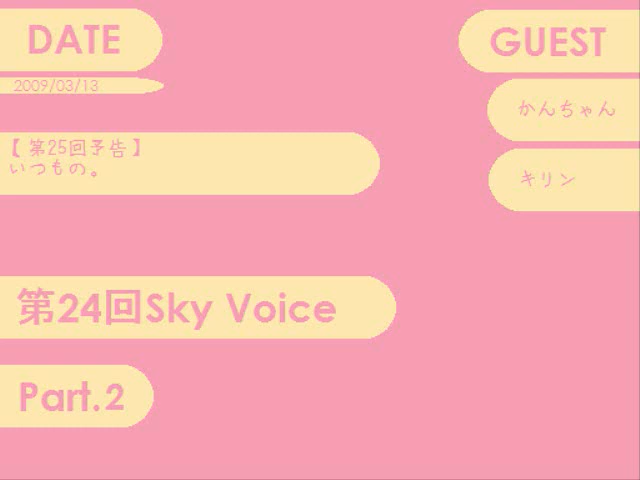 DATE
2009/03/13
【第25回予告】
いつもの。
第24回Sky Voice
Part.2
GUEST
かんちゃん
キリン